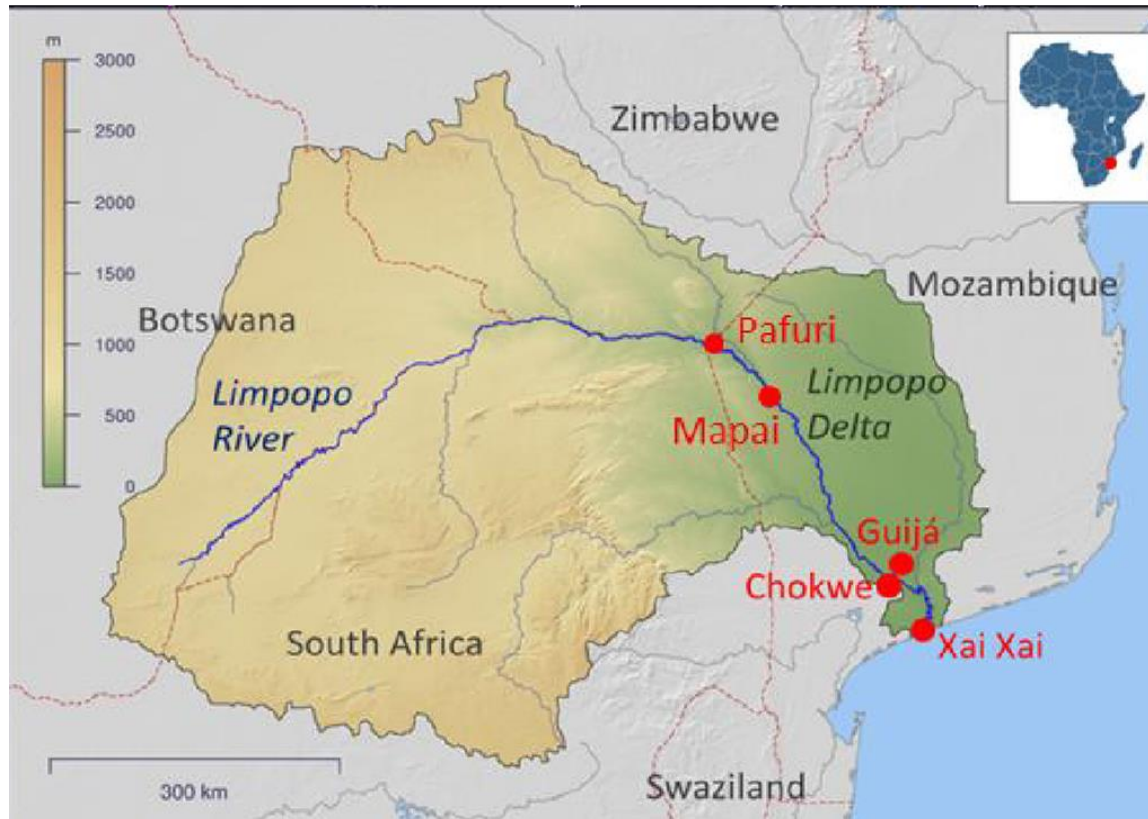 m
3000
2500
2000
1500
1000
500
0
Zimbabwe
Mozambique
Botswana
Pafuri
Limpopo
River
Limpopo
Delta
Mapai
Guijá
Chokwe
South Africa
Xai Xai
300 km
Swaziland